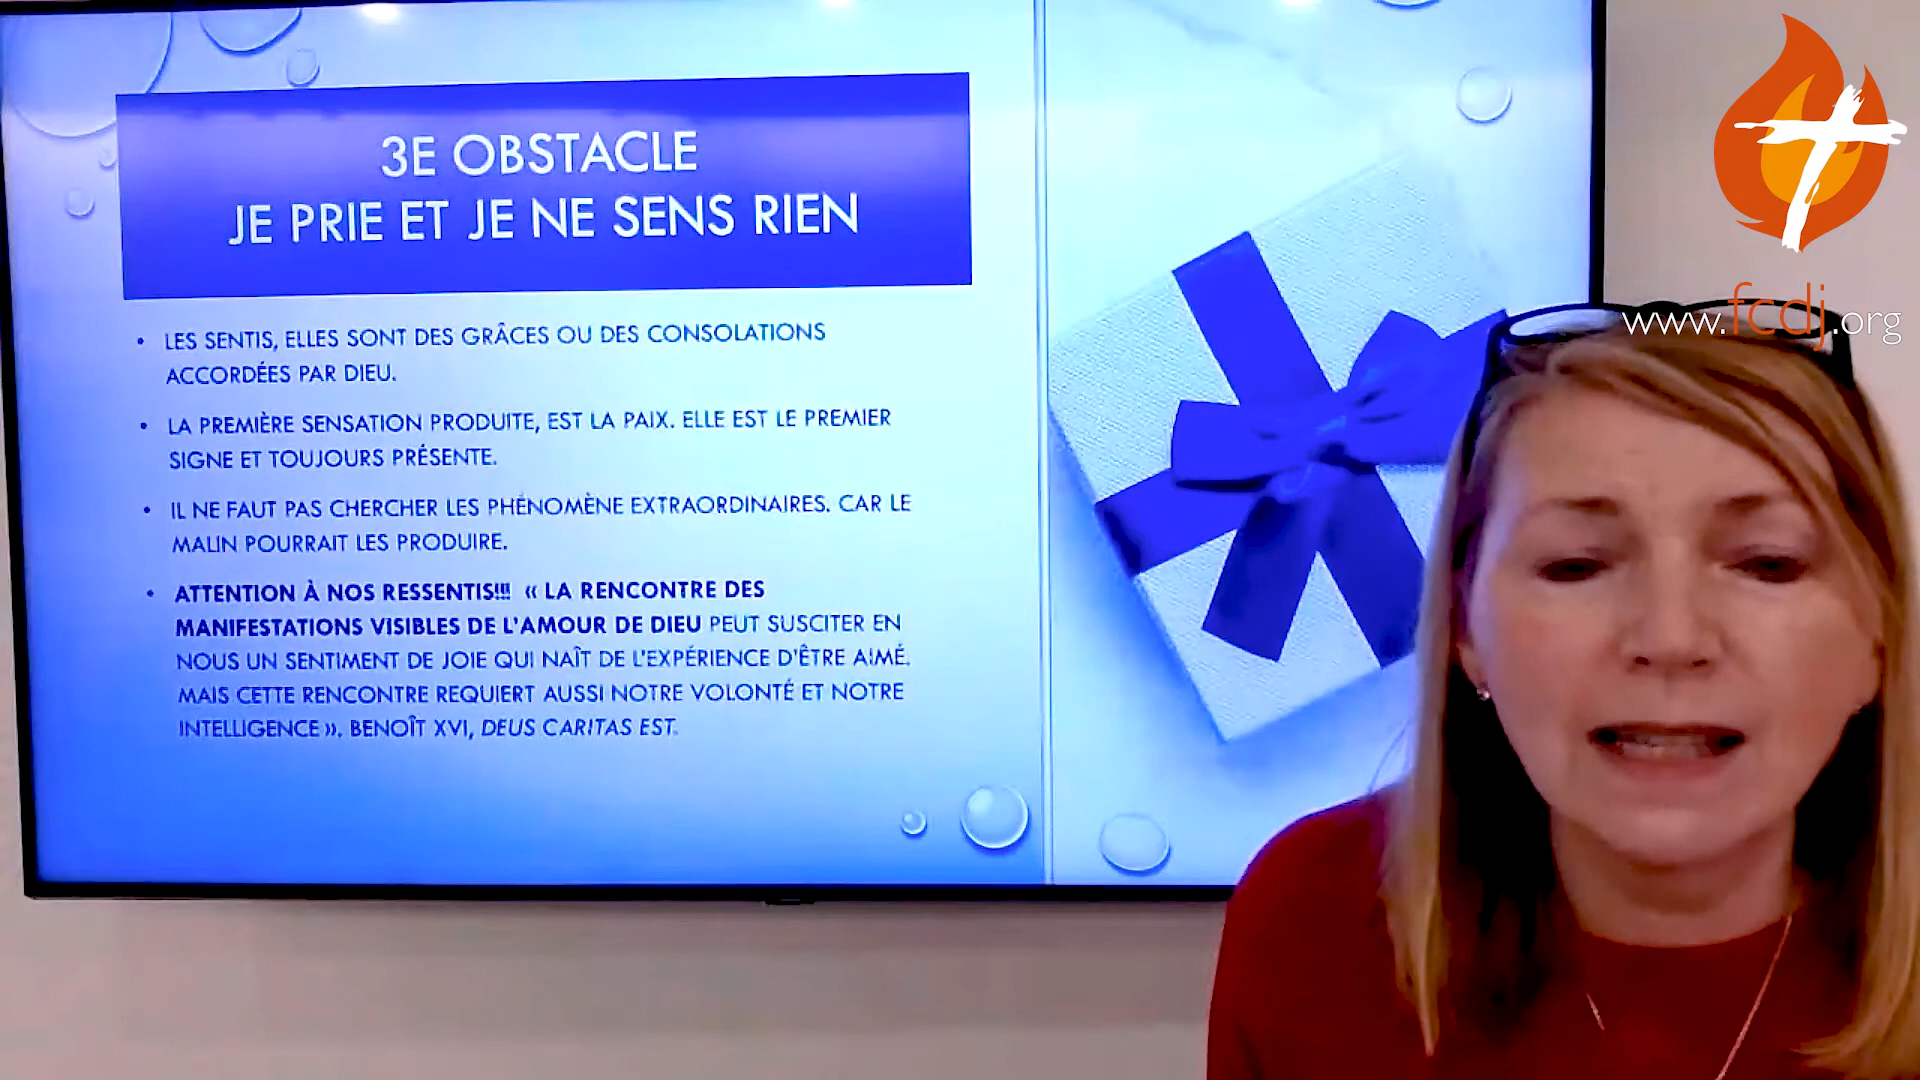 3E OBSTACLE
JE PRIE ET JE NE SENS RIEN
• LES SENTIS, ELLES SONT DES GRÂCES OU DES CONSOLATIONS
ACCORDÉES PAR DIEU.
• LA PREMIÈRE SENSATION PRODUITE, EST LA PAIX. ELLE EST LE PREMIER
SIGNE ET TOUJOURS PRÉSENTE.
• IL NE FAUT PAS CHERCHER LES PHÉNOMÈNE EXTRAORDINAIRES. CAR LE
MALIN POURRAIT LES PRODUIRE.
• ATTENTION À NOS RESSENTIS!!! « LA RENCONTRE DES
MANIFESTATIONS VISIBLES DE L'AMOUR DE DIEU PEUT SUSCITER EN
NOUS UN SENTIMENT DE JOIE QUI NAÎT DE L'EXPÉRIENCE D'ÊTRE AIMÉ.
MAIS CETTE RENCONTRE REQUIERT AUSSI NOTRE VOLONTÉ ET NOTRE
INTELLIGENCE ». BENOÎT XVI, DEUS CARITAS EST.
www.fcdj.org